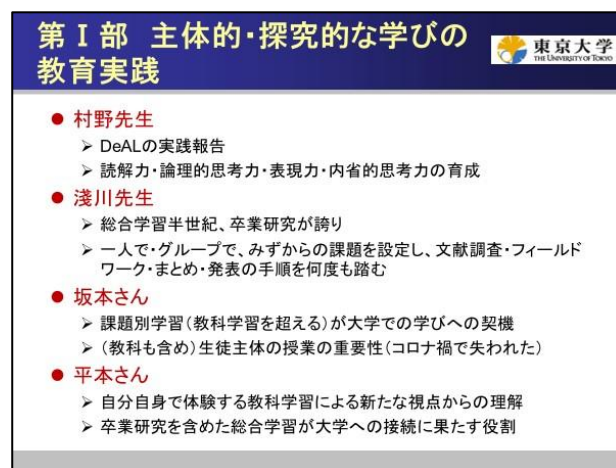 第Ⅰ部 主体的・探究的な学びの
教育実践
東京大学
THE UNIVERSITY OF TOKYO
● 村野先生
➢ DeALの実践報告
➢ 読解力・論理的思考力・表現力・内省的思考力の育成
● 淺川先生
➢ 総合学習半世紀、卒業研究が誇り
➢ 一人で・グループで、みずからの課題を設定し、文献調査・フィールド
ワーク・まとめ・発表の手順を何度も踏む
● 坂本さん
➢ 課題別学習(教科学習を超える)が大学での学びへの契機
➢ (教科も含め)生徒主体の授業の重要性(コロナ禍で失われた)
● 平本さん
➢ 自分自身で体験する教科学習による新たな視点からの理解
➢ 卒業研究を含めた総合学習が大学への接続に果たす役割